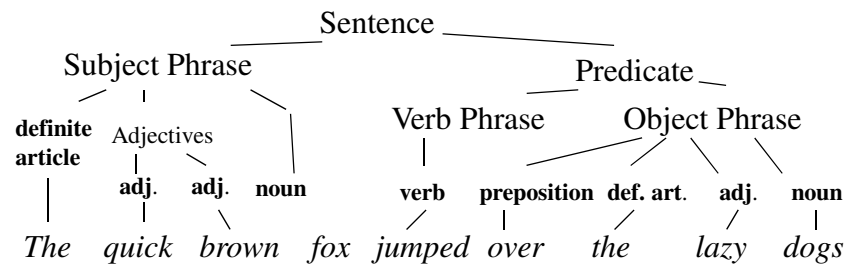 Sentence
Subject Phrase Predicate
definite article Adjectives Verb Phrase Object Phrase
adj. adj. noun verb preposition def. art. adj. noun
The quick brown fox jumped over the lazy dogs